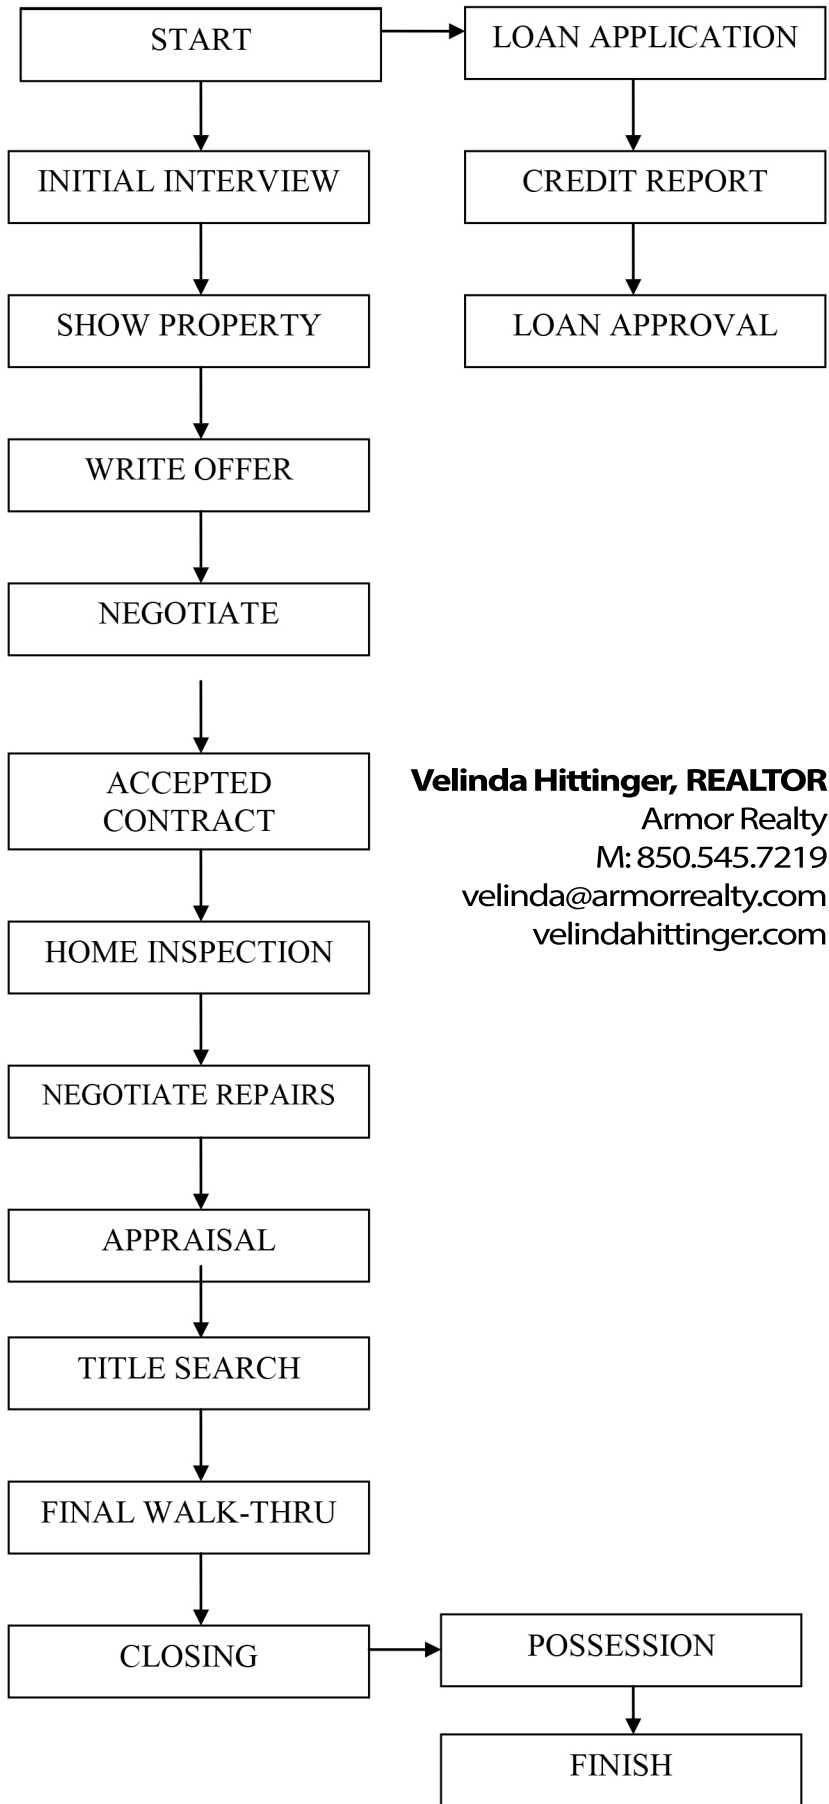 START
LOAN APPLICATION
INITIAL INTERVIEW
CREDIT REPORT
SHOW PROPERTY
LOAN APPROVAL
WRITE OFFER
NEGOTIATE
ACCEPTED
CONTRACT
Velinda Hittinger, REALTOR
Armor Realty
M: 850.545.7219
velinda@armorrealty.com
velindahittinger.com
HOME INSPECTION
NEGOTIATE REPAIRS
APPRAISAL
TITLE SEARCH
FINAL WALK-THRU
CLOSING
POSSESSION
FINISH